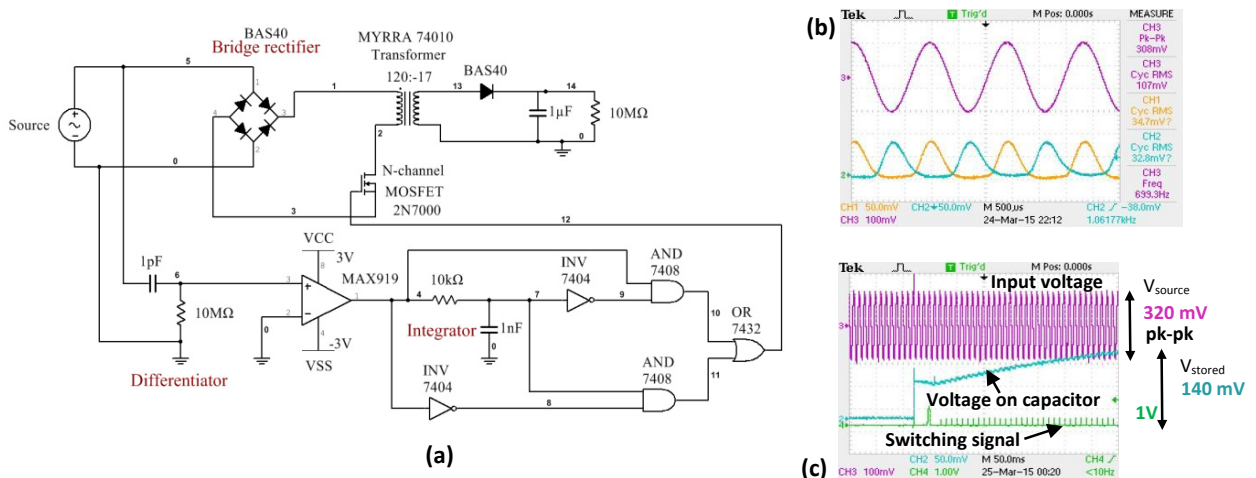 BAS40
Bridge rectifier
5
1
4
3
2
Source
0
MYRRA 74010
Transformer
120:-17
1
2
13
BAS40
14
1µF
10MΩ
0
N-channel
MOSFET
2N7000
3
12
1pF
6
10MΩ
Differentiator
VCC
3V
8
MAX919
3
2
1
4
0
-3V
VSS
4
10kΩ
Integrator
1nF
0
7
INV
7404
9
AND
7408
10
OR
7432
11
AND
7408
INV
7404
8
(a)
(b)
Tek
Trig'd
M Pos: 0.000s
MEASURE
CH3
Pk-Pk
308mV
CH3
Cyc RMS
107mV
CH1
Cyc RMS
34.7mV?
CH2
Cyc RMS
32.8mV?
CH3
Freq
699.3Hz
3
2
CH1 50.0mV
CH2 50.0mV
M 500µs
CH2 -38.0mV
CH3 100mV
24-Mar-15 22:12
1.06177kHz
(c)
Tek
Trig'd
M Pos: 0.000s
Input voltage
3
Voltage on capacitor
2
Switching signal
CH2 50.0mV
M 50.0ms
CH4
CH3 100mV
CH4 1.00V
25-Mar-15 00:20
<10Hz
Vsource
320 mV
pk-pk
Vstored
140 mV
1V